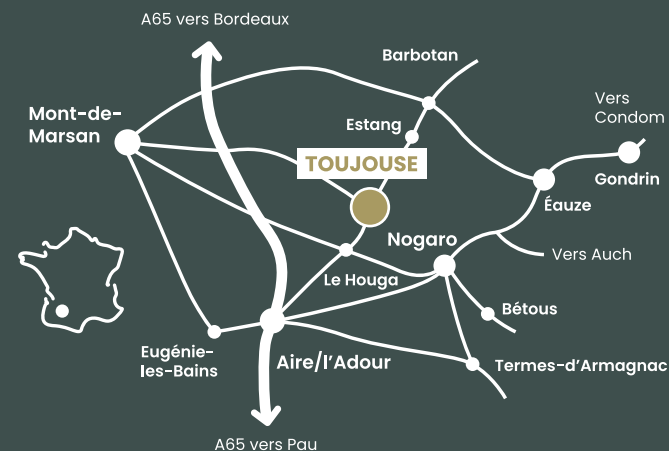 A65 vers Bordeaux
Barbotan
Vers
Condom
Mont-de-
Marsan
Estang
TOUJOUSE
Gondrin
Éauze
Nogaro
Vers Auch
Le Houga
Bétous
Eugénie-
les-Bains
Aire/l'Adour
Termes-d'Armagnac
A65 vers Pau